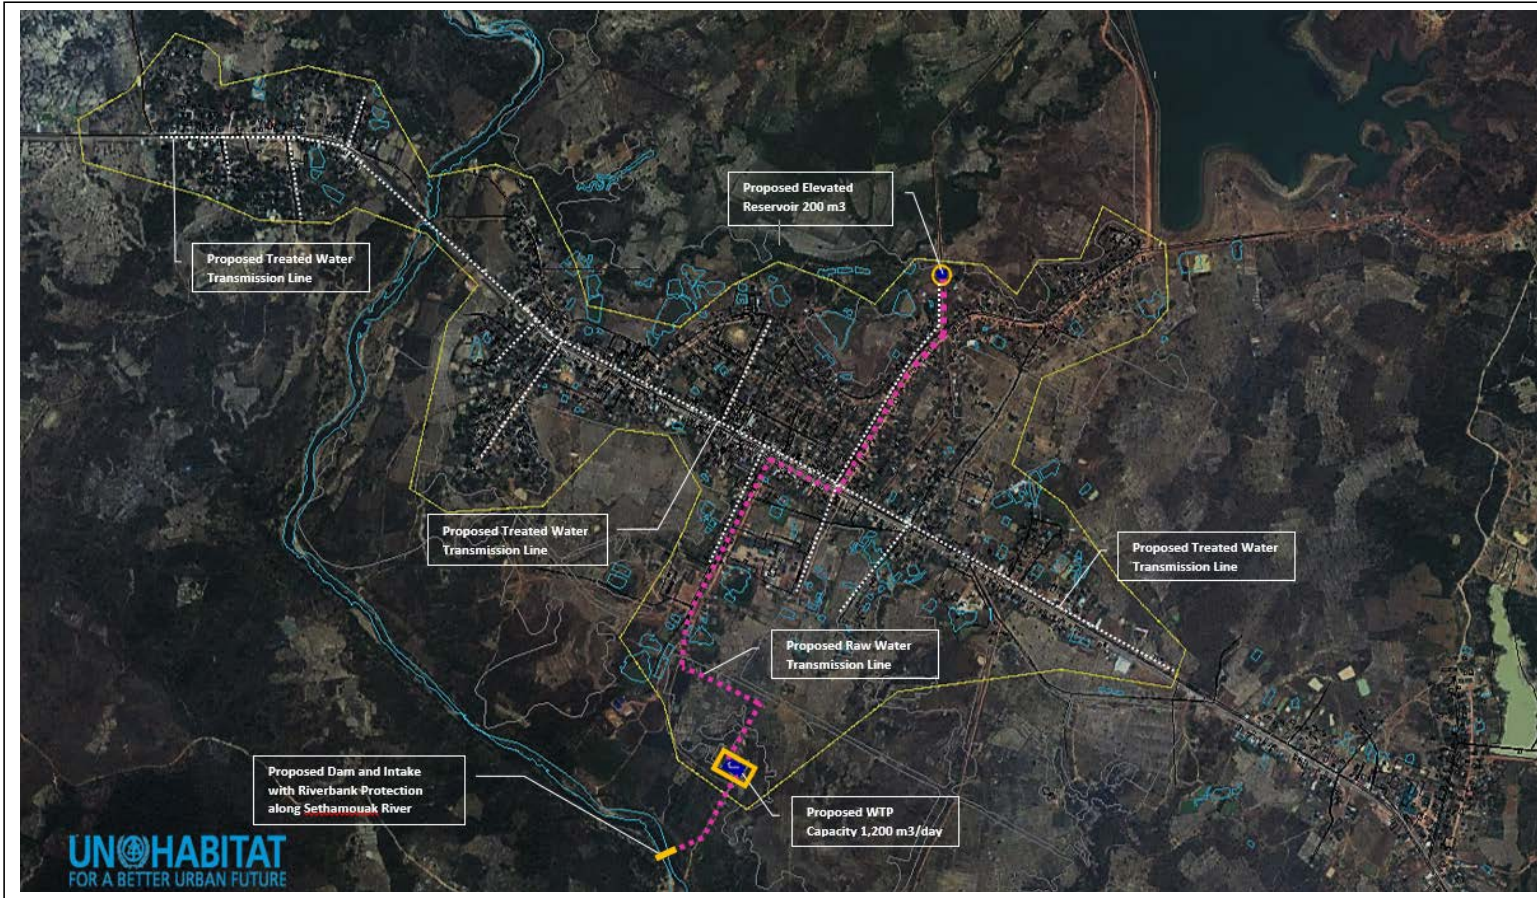 Proposed Elevated
Reservoir 200 m3
Proposed Treated Water
Transmission Line
Proposed Treated Water
Transmission Line
Proposed Treated Water
Transmission Line
Proposed Raw Water
Transmission Line
Proposed Dam and Intake
with Riverbank Protection
along Sethamouak River
Proposed WTP
Capacity 1,200 m3/day
UN HABITAT
FOR A BETTER URBAN FUTURE